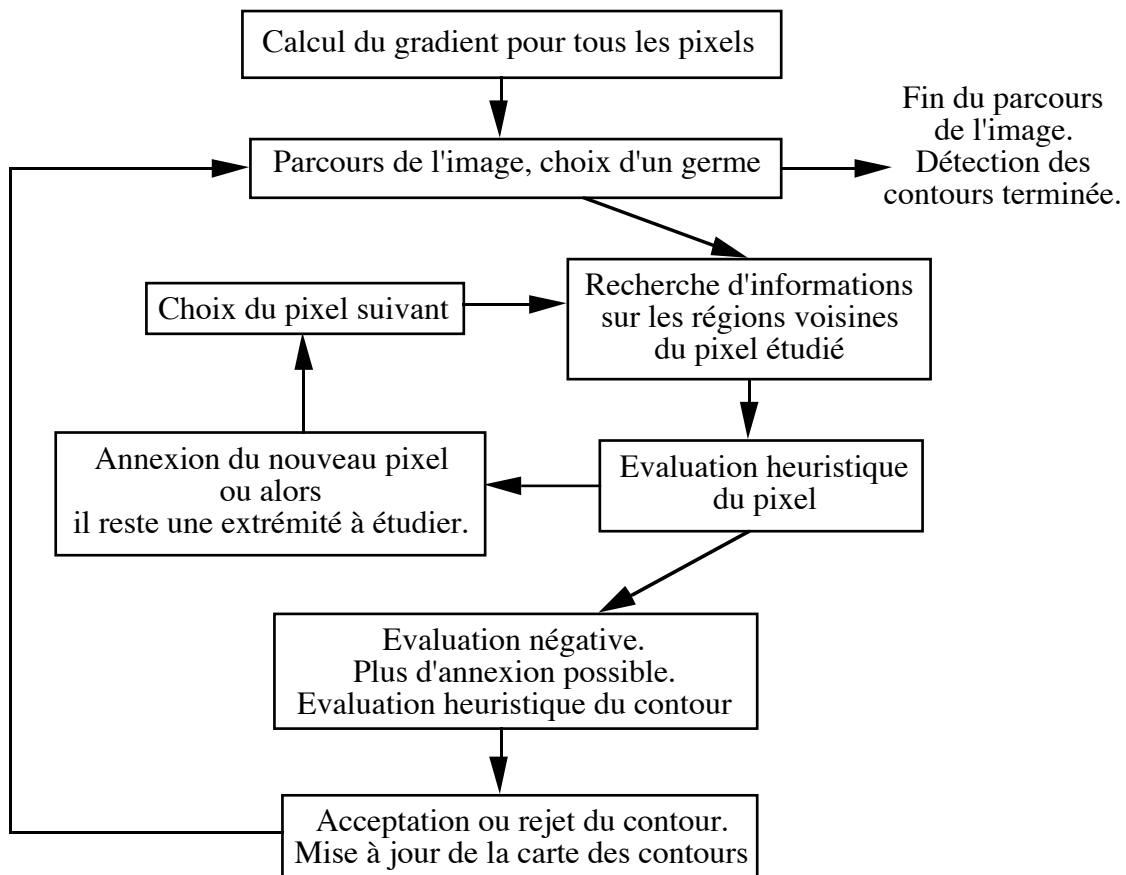 Calcul du gradient pour tous les pixels
Fin du parcours
de l'image.
Détection des
contours terminée.
Parcours de l'image, choix d'un germe
Recherche d'informations
sur les régions voisines
du pixel étudié
Choix du pixel suivant
Annexion du nouveau pixel
ou alors
il reste une extrémité à étudier.
Evaluation heuristique
du pixel
Evaluation négative.
Plus d'annexion possible.
Evaluation heuristique du contour
Acceptation ou rejet du contour.
Mise à jour de la carte des contours